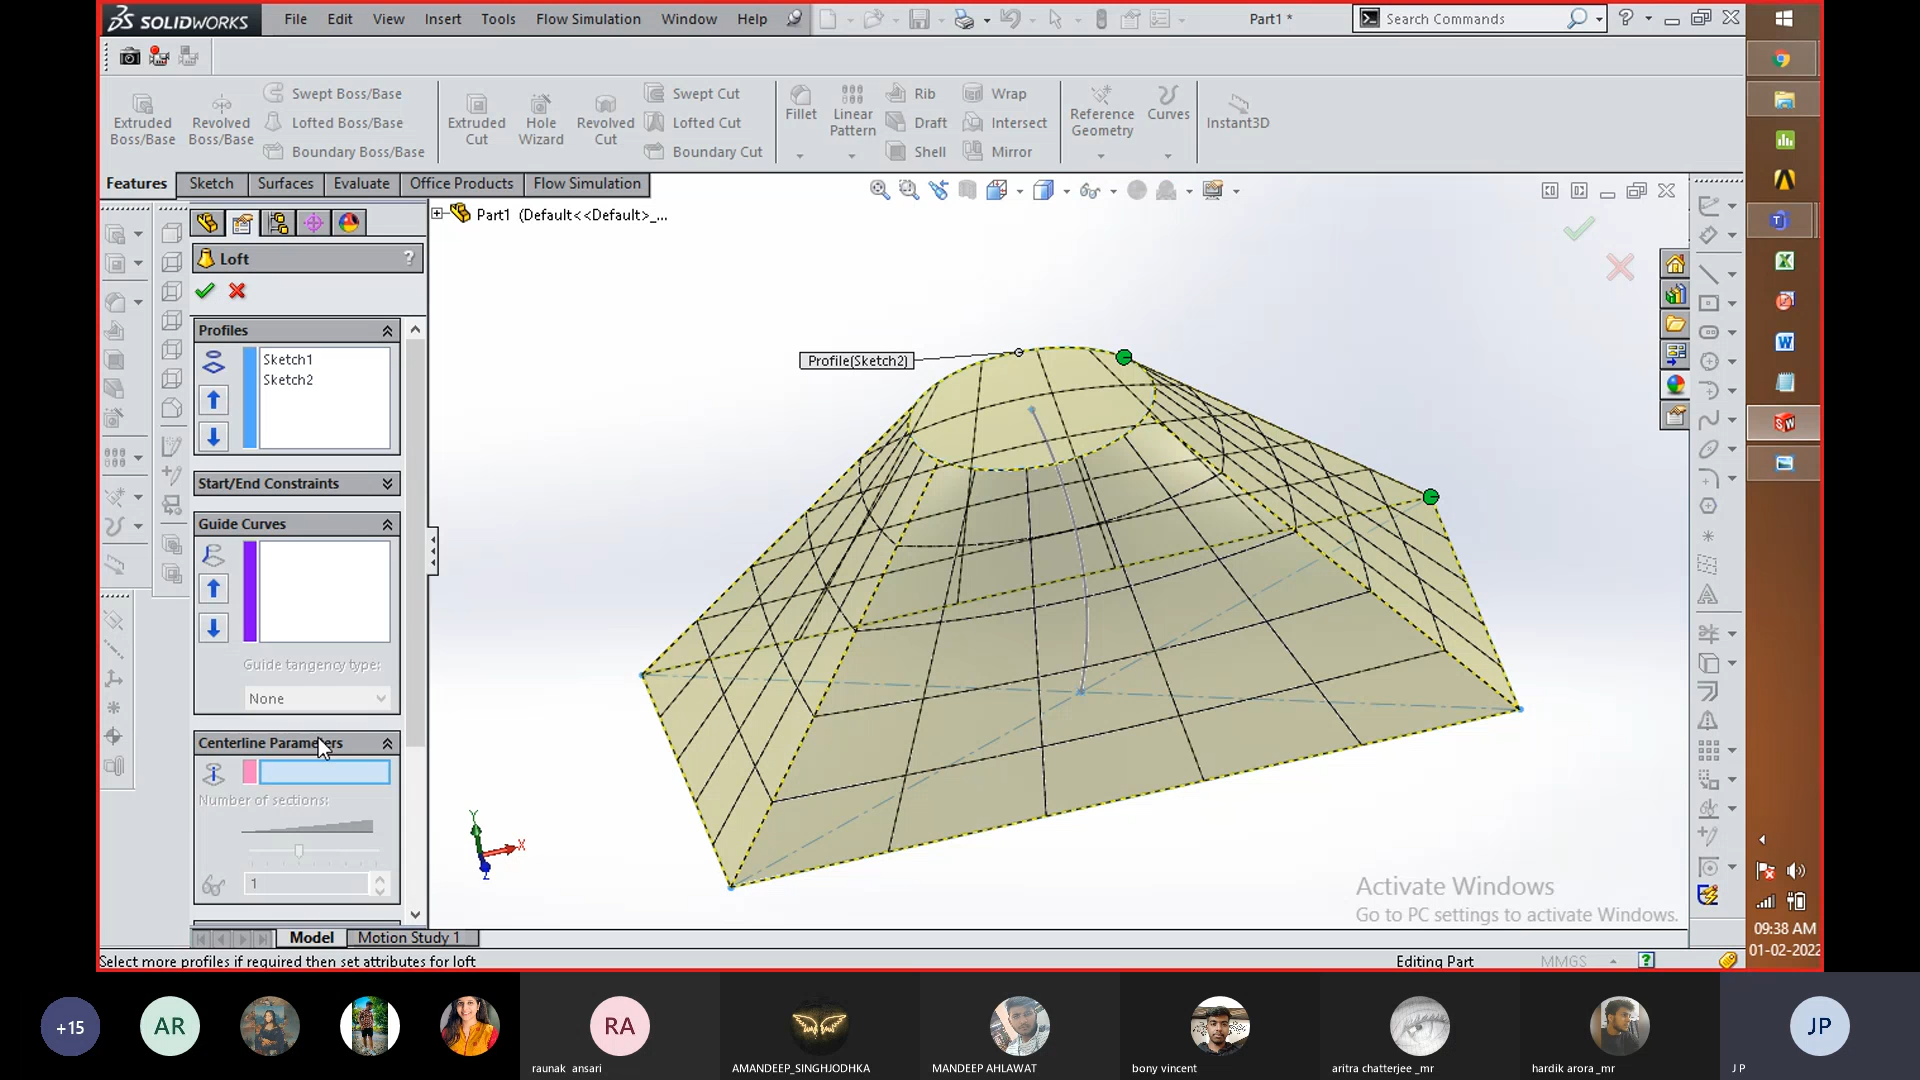 SOLIDWORKS
File Edit View Insert Tools Flow Simulation Window Help
Part1 *
Search Commands
Extruded Boss/Base
Revolved Boss/Base
Swept Boss/Base
Lofted Boss/Base
Boundary Boss/Base
Extruded Cut
Hole Wizard
Revolved Cut
Swept Cut
Lofted Cut
Boundary Cut
Fillet
Linear Pattern
Rib
Draft
Shell
Wrap
Intersect
Mirror
Reference Geometry
Curves
Instant3D
Features Sketch Surfaces Evaluate Office Products Flow Simulation
Part1 (Default<<Default>_...
Loft
?
Profiles
Sketch1
Sketch2
Start/End Constraints
Guide Curves
Guide tangency type:
None
Centerline Parameters
Number of sections:
1
Profile(Sketch2)
Y
X
Z
Activate Windows
Go to PC settings to activate Windows.
Model Motion Study 1
Select more profiles if required then set attributes for loft
Editing Part
MMGS
09:38 AM
01-02-2022
+15
AR
RA
raunak ansari
AMANDEEP_SINGHJODHKA
MANDEEP AHLAWAT
bony vincent
aritra chatterjee _mr
hardik arora _mr
JP
J P